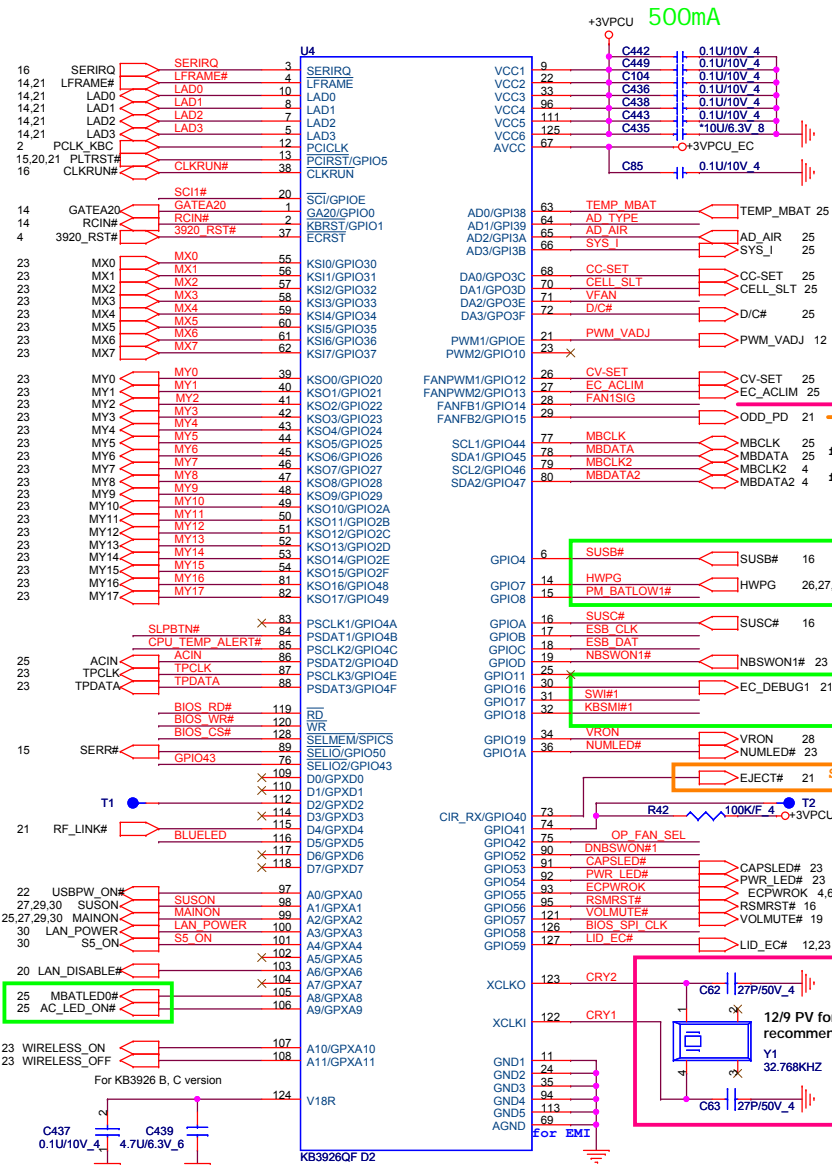 +3VPCU 500mA
U4
16 SERIRQ SERIRQ 3 SERIRQ
14,21 LFRAME# LFRAME# 4 LFRAME
14,21 LAD0 LAD0 10 LAD0
14,21 LAD1 LAD1 8 LAD1
14,21 LAD2 LAD2 7 LAD2
14,21 LAD3 LAD3 5 LAD3
2 PCLK_KBC 12 PCICLK
15,20,21 PLTRST# 13 PCIRST/GPIO5
16 CLKRUN# CLKRUN# 38 CLKRUN
SCI1# 20 SCI/GPIOE
14 GATEA20 GATEA20 1 GA20/GPIO0
14 RCIN# RCIN# 2 KBRST/GPIO1
4 3920_RST# 3920_RST# 37 ECRST
23 MX0 MX0 55 KSI0/GPIO30
23 MX1 MX1 56 KSI1/GPIO31
23 MX2 MX2 57 KSI2/GPIO32
23 MX3 MX3 58 KSI3/GPIO33
23 MX4 MX4 59 KSI4/GPIO34
23 MX5 MX5 60 KSI5/GPIO35
23 MX6 MX6 61 KSI6/GPIO36
23 MX7 MX7 62 KSI7/GPIO37
23 MY0 MY0 39 KSO0/GPIO20
23 MY1 MY1 40 KSO1/GPIO21
23 MY2 MY2 41 KSO2/GPIO22
23 MY3 MY3 42 KSO3/GPIO23
23 MY4 MY4 43 KSO4/GPIO24
23 MY5 MY5 44 KSO5/GPIO25
23 MY6 MY6 45 KSO6/GPIO26
23 MY7 MY7 46 KSO7/GPIO27
23 MY8 MY8 47 KSO8/GPIO28
23 MY9 MY9 48 KSO9/GPIO29
23 MY10 MY10 49 KSO10/GPIO2A
23 MY11 MY11 50 KSO11/GPIO2B
23 MY12 MY12 51 KSO12/GPIO2C
23 MY13 MY13 52 KSO13/GPIO2D
23 MY14 MY14 53 KSO14/GPIO2E
23 MY15 MY15 54 KSO15/GPIO2F
23 MY16 MY16 81 KSO16/GPIO48
23 MY17 MY17 82 KSO17/GPIO49
83 PSCLK1/GPIO4A
SLPBTN# 84 PSDAT1/GPIO4B
CPU_TEMP_ALERT# 85 PSCLK2/GPIO4C
25 ACIN ACIN 86 PSDAT2/GPIO4D
23 TPCLK TPCLK 87 PSCLK3/GPIO4E
23 TPDATA TPDATA 88 PSDAT3/GPIO4F
BIOS_RD# 119 RD
BIOS_WR# 120 WR
BIOS_CS# 128 SELMEM/SPICS
15 SERR# 89 SELIO/GPIO50
GPIO43 76 SELIO2/GPIO43
109 D0/GPXD0
110 D1/GPXD1
T1 112 D2/GPXD2
114 D3/GPXD3
21 RF_LINK# 115 D4/GPXD4
BLUELED 116 D5/GPXD5
117 D6/GPXD6
118 D7/GPXD7
22 USBPW_ON# 97 A0/GPXA0
27,29,30 SUSON SUSON 98 A1/GPXA1
25,27,29,30 MAINON MAINON 99 A2/GPXA2
30 LAN_POWER LAN_POWER 100 A3/GPXA3
30 S5_ON S5_ON 101 A4/GPXA4
102 A5/GPXA5
20 LAN_DISABLE# 103 A6/GPXA6
104 A7/GPXA7
25 MBATLED0# 105 A8/GPXA8
25 AC_LED_ON# 106 A9/GPXA9
23 WIRELESS_ON 107 A10/GPXA10
23 WIRELESS_OFF 108 A11/GPXA11
For KB3926 B, C version
124 V18R
2
1
C437
0.1U/10V_4
C439
4.7U/6.3V_6
KB3926QF D2
VCC1 9 C442 0.1U/10V_4
VCC2 22 C449 0.1U/10V_4
VCC3 33 C104 0.1U/10V_4
VCC4 96 C436 0.1U/10V_4
VCC5 111 C438 0.1U/10V_4
VCC6 125 C443 0.1U/10V_4
C435 *10U/6.3V_8
AVCC 67 +3VPCU_EC
C85 0.1U/10V_4
AD0/GPI38 63 TEMP_MBAT TEMP_MBAT 25
AD1/GPI39 64 AD_TYPE
AD2/GPI3A 65 AD_AIR AD_AIR 25
AD3/GPI3B 66 SYS_I SYS_I 25
DA0/GPO3C 68 CC-SET CC-SET 25
DA1/GPO3D 70 CELL_SLT CELL_SLT 25
DA2/GPO3E 71 VFAN
DA3/GPO3F 72 D/C# D/C# 25
PWM1/GPIOE 21 PWM_VADJ PWM_VADJ 12
PWM2/GPIO10 23
FANPWM1/GPIO12 26 CV-SET CV-SET 25
FANPWM2/GPIO13 27 EC_ACLIM EC_ACLIM 25
FANFB1/GPIO14 28 FAN1SIG
FANFB2/GPIO15 29 ODD_PD 21
SCL1/GPIO44 77 MBCLK MBCLK 25
SDA1/GPIO45 78 MBDATA MBDATA 25
SCL2/GPIO46 79 MBCLK2 MBCLK2 4
SDA2/GPIO47 80 MBDATA2 MBDATA2 4
GPIO4 6 SUSB# SUSB# 16
GPIO7 14 HWPG HWPG 26,27,
GPIO8 15 PM_BATLOW1#
GPIOA 16 SUSC# SUSC# 16
GPIOB 17 ESB_CLK
GPIOC 18 ESB_DAT
GPIOD 19 NBSWON1# NBSWON1# 23
GPIO11 25
GPIO16 30 EC_DEBUG1 21
GPIO17 31 SWI#1
GPIO18 32 KBSMI#1
GPIO19 34 VRON VRON 28
GPIO1A 36 NUMLED# NUMLED# 23
EJECT# 21 S
CIR_RX/GPIO40 73
GPIO41 74 T2
R42 100K/F_4 +3VPCU
GPIO42 75 OP_FAN_SEL
GPIO52 90 DNBSWON#1
GPIO53 91 CAPSLED# CAPSLED# 23
GPIO54 92 PWR_LED# PWR_LED# 23
GPIO55 93 ECPWROK ECPWROK 4,6
GPIO56 95 RSMRST# RSMRST# 16
GPIO57 121 VOLMUTE# VOLMUTE# 19
GPIO58 126 BIOS_SPI_CLK
GPIO59 127 LID_EC# LID_EC# 12,23
XCLKO 123 CRY2
C62 27P/50V_4
1 2
12/9 PV for
recommen
XCLKI 122 CRY1
Y1
32.768KHZ
4 3
C63 27P/50V_4
GND1 11
GND2 24
GND3 35
GND4 94
GND5 113
AGND 69
for EMI